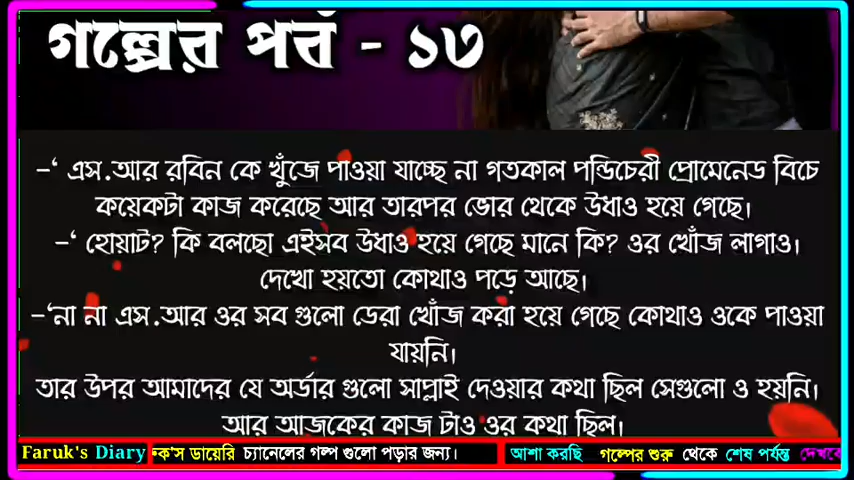 গল্পের পর্ব - ১৩
-‘ এস.আর রবিন কে খুঁজে পাওয়া যাচ্ছে না গতকাল পন্ডিচেরী প্রোমেনেড বিচে
কয়েকটা কাজ করেছে আর তারপর ভোর থেকে উধাও হয়ে গেছে।
-‘ হোয়াট? কি বলছো এইসব উধাও হয়ে গেছে মানে কি? ওর খোঁজ লাগাও।
দেখো হয়তো কোথাও পড়ে আছে।
-‘না না এস.আর ওর সব গুলো ডেরা খোঁজ করা হয়ে গেছে কোথাও ওকে পাওয়া
যায়নি।
তার উপর আমাদের যে অর্ডার গুলো সাপ্লাই দেওয়ার কথা ছিল সেগুলো ও হয়নি।
আর আজকের কাজ টাও ওর কথা ছিল।
Faruk's Diary ক'স ডায়েরি চ্যানেলের গল্প গুলো পড়ার জন্য। আশা করছি গল্পের শুরু থেকে শেষ পর্যন্ত